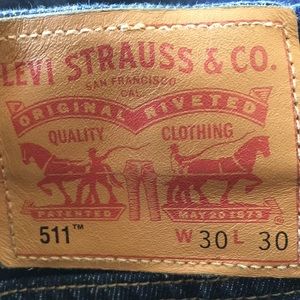 LEVI STRAUSS & CO.
SAN FRANCISCO
CAL.
ORIGINAL RIVETED
QUALITY CLOTHING
PATENTED MAY 20 1873
511™ W 30 L 30